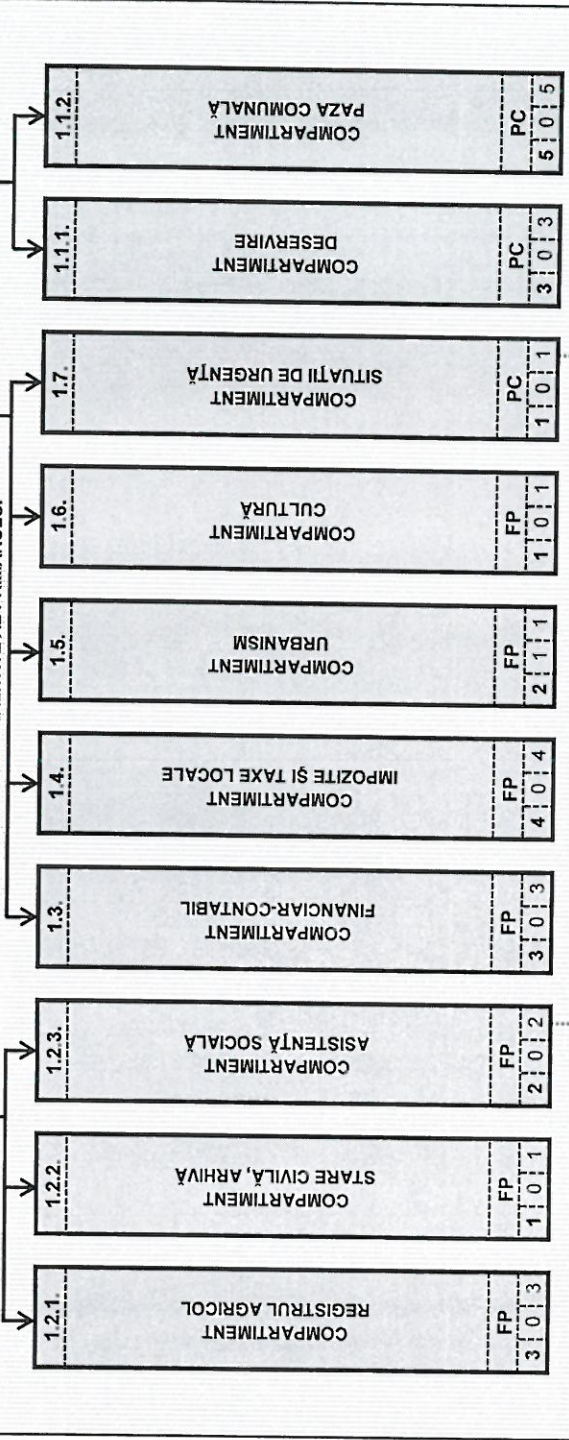 1.2.1.
COMPARTIMENT
REGISTRUL AGRICOL
FP
3 0 3
1.2.2.
COMPARTIMENT
STARE CIVILĂ, ARHIVĂ
FP
1 0 1
1.2.3.
COMPARTIMENT
ASISTENȚĂ SOCIALĂ
FP
2 0 2
1.3.
COMPARTIMENT
FINANCIAR-CONTABIL
FP
3 0 3
1.4.
COMPARTIMENT
IMPOZITE ȘI TAXE LOCALE
FP
4 0 4
1.5.
COMPARTIMENT
URBANISM
FP
2 1 1
1.6.
COMPARTIMENT
CULTURĂ
FP
1 0 1
1.7.
COMPARTIMENT
SITUAȚII DE URGENȚĂ
PC
1 0 1
1.1.1.
COMPARTIMENT
DESERVIRE
PC
3 0 3
1.1.2.
COMPARTIMENT
PAZA COMUNALĂ
PC
5 0 5